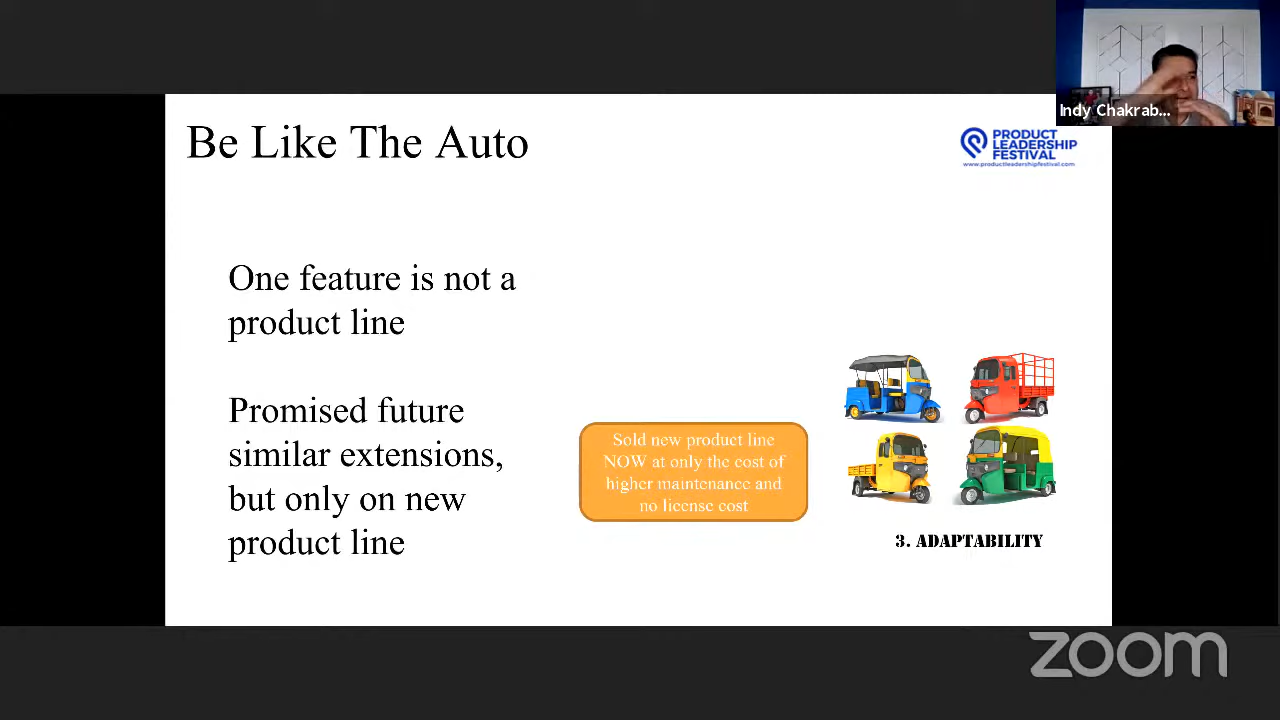 Indy Chakrab...
Be Like The Auto
PRODUCT
LEADERSHIP
FESTIVAL
www.productleadershipfestival.com
One feature is not a
product line
Promised future
similar extensions,
but only on new
product line
Sold new product line
NOW at only the cost of
higher maintenance and
no license cost
3. ADAPTABILITY
zoom